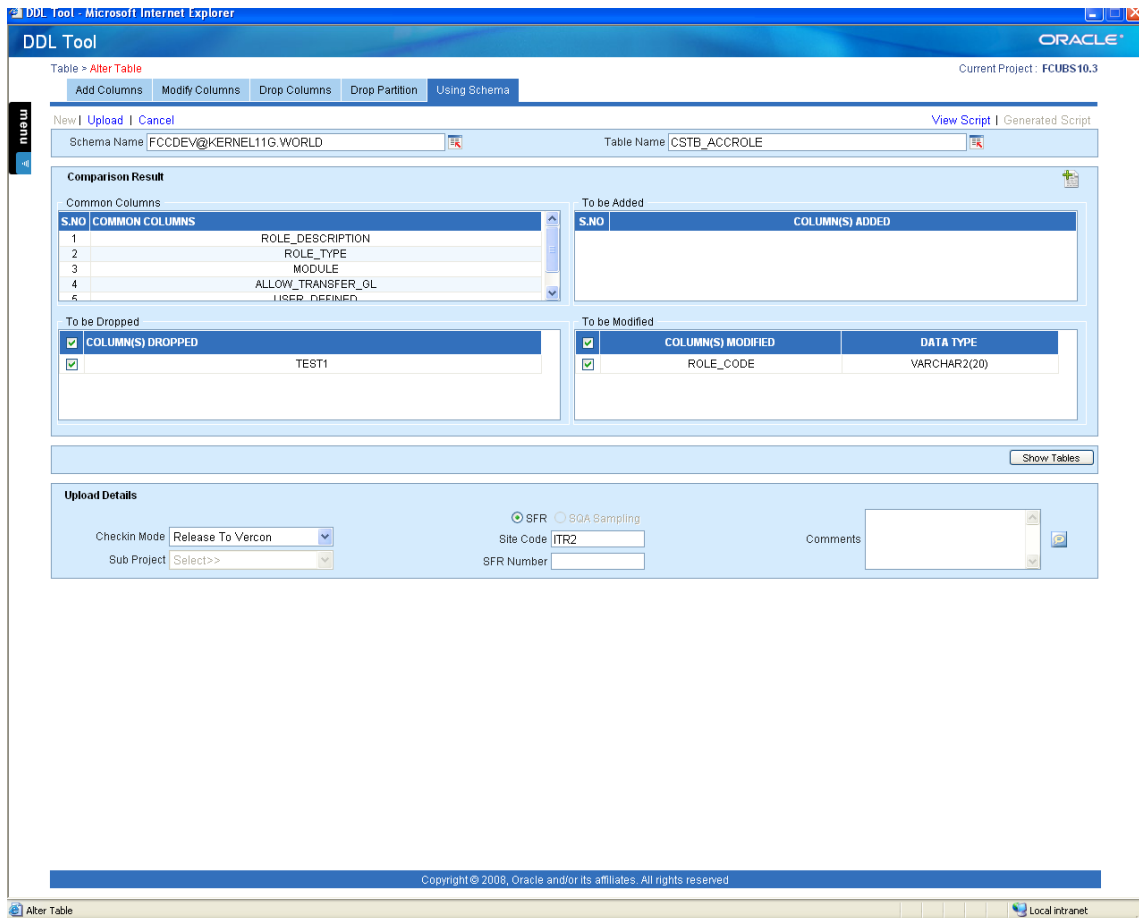 DDL Tool - Microsoft Internet Explorer
DDL Tool ORACLE
Table > Alter Table Current Project : FCUBS10.3
Add Columns Modify Columns Drop Columns Drop Partition Using Schema
menu
New | Upload | Cancel View Script | Generated Script
Schema Name FCCDEV@KERNEL11G.WORLD Table Name CSTB_ACCROLE
Comparison Result
Common Columns To be Added
S.NO COMMON COLUMNS S.NO COLUMN(S) ADDED
1 ROLE_DESCRIPTION
2 ROLE_TYPE
3 MODULE
4 ALLOW_TRANSFER_GL
5 USER_DEFINED
To be Dropped To be Modified
COLUMN(S) DROPPED COLUMN(S) MODIFIED DATA TYPE
TEST1 ROLE_CODE VARCHAR2(20)
Show Tables
Upload Details
SFR SQA Sampling
Checkin Mode Release To Vercon Site Code ITR2 Comments
Sub Project Select>> SFR Number
Copyright © 2008, Oracle and/or its affiliates. All rights reserved
Alter Table Local intranet